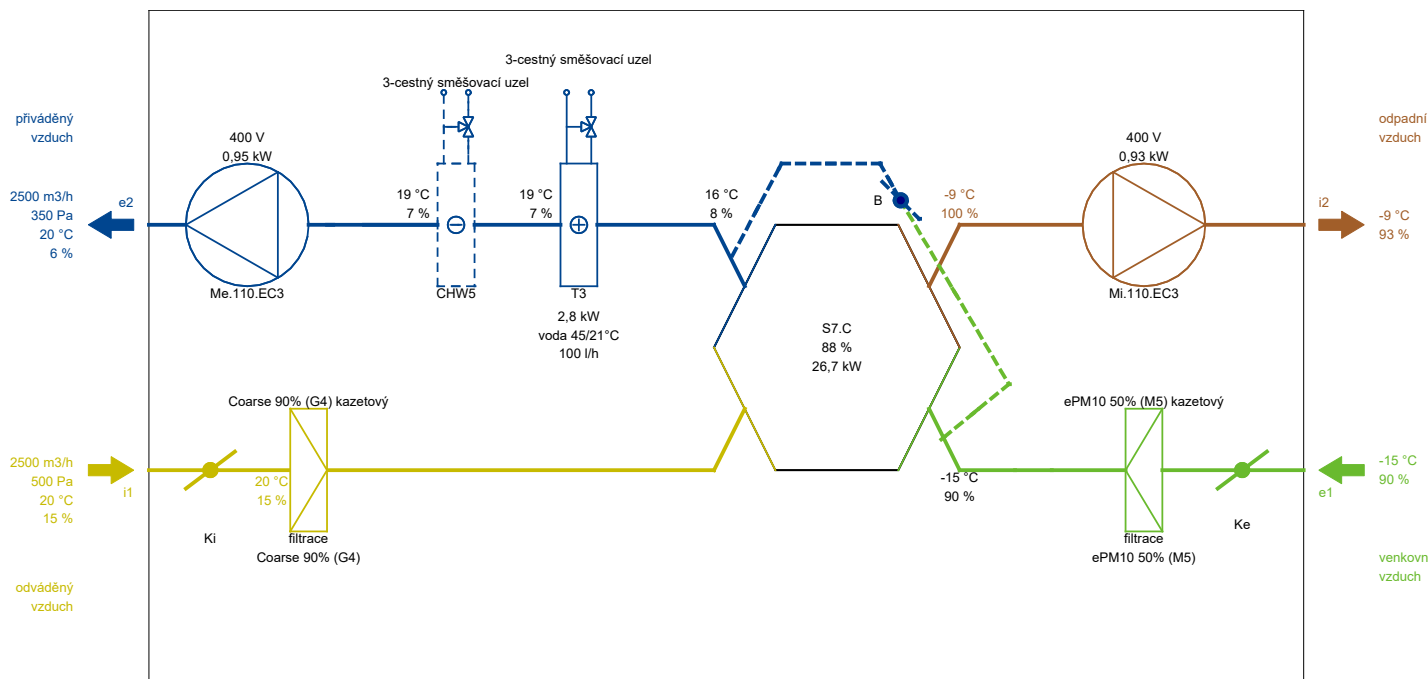 3-cestný směšovací uzel
3-cestný směšovací uzel
přiváděný
vzduch
400 V
0,95 kW
2500 m3/h
350 Pa
20 °C
6 %
e2
Me.110.EC3
19 °C
7 %
CHW5
19 °C
7 %
T3
2,8 kW
voda 45/21°C
100 l/h
16 °C
8 %
B
-9 °C
100 %
400 V
0,93 kW
Mi.110.EC3
odpadní
vzduch
i2
-9 °C
93 %
S7.C
88 %
26,7 kW
Coarse 90% (G4) kazetový
ePM10 50% (M5) kazetový
2500 m3/h
500 Pa
20 °C
15 %
i1
20 °C
15 %
Ki
filtrace
Coarse 90% (G4)
-15 °C
90 %
filtrace
ePM10 50% (M5)
Ke
e1
-15 °C
90 %
odváděný
vzduch
venkovn
vzduch